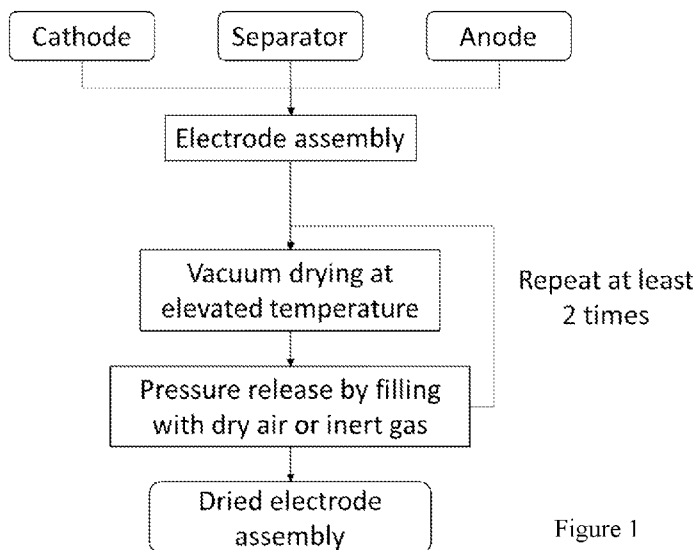 Cathode
Separator
Anode
Electrode assembly
Vacuum drying at
elevated temperature
Repeat at least
2 times
Pressure release by filling
with dry air or inert gas
Dried electrode
assembly
Figure 1